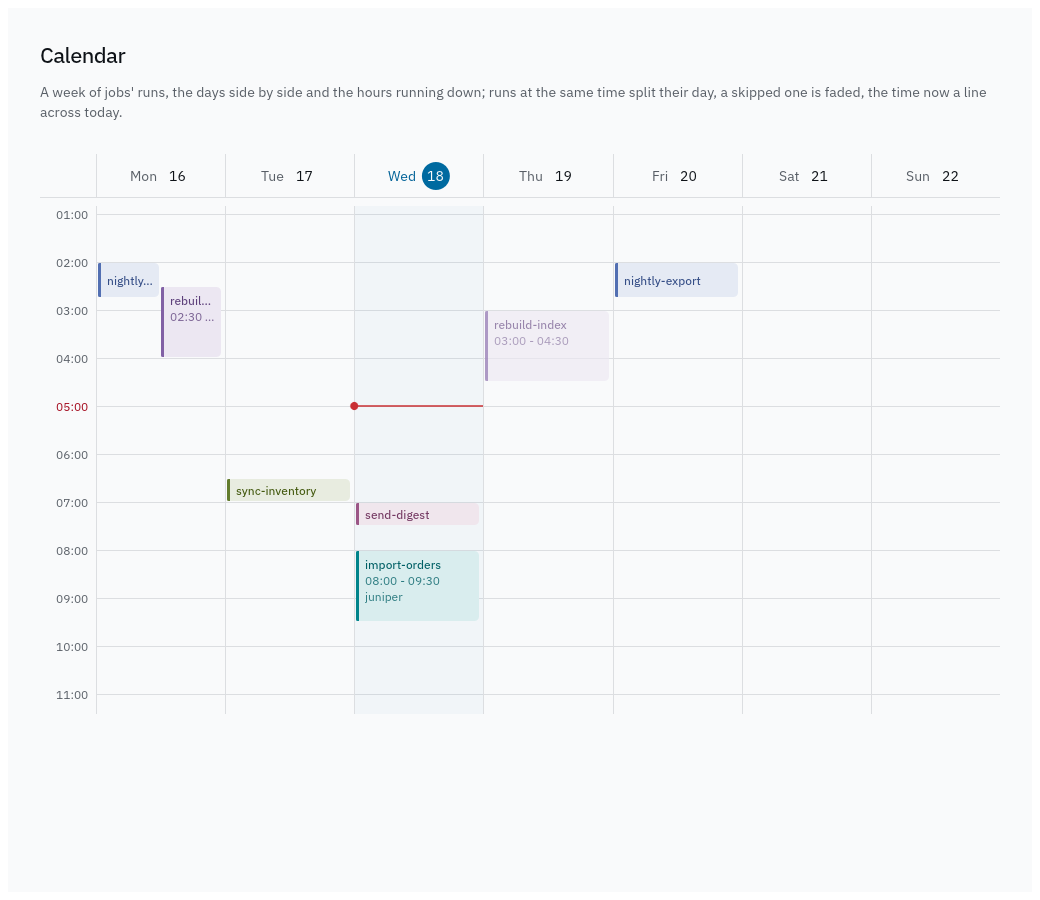 Calendar
A week of jobs' runs, the days side by side and the hours running down; runs at the same time split their day, a skipped one is faded, the time now a line
across today.
Mon 16 Tue 17 Wed 18 Thu 19 Fri 20 Sat 21 Sun 22
01:00
02:00
nightly... nightly-export
rebuil...
03:00
02:30 ...
rebuild-index
03:00 - 04:30
04:00
05:00
06:00
sync-inventory
07:00
send-digest
08:00
import-orders
08:00 - 09:30
09:00
juniper
10:00
11:00